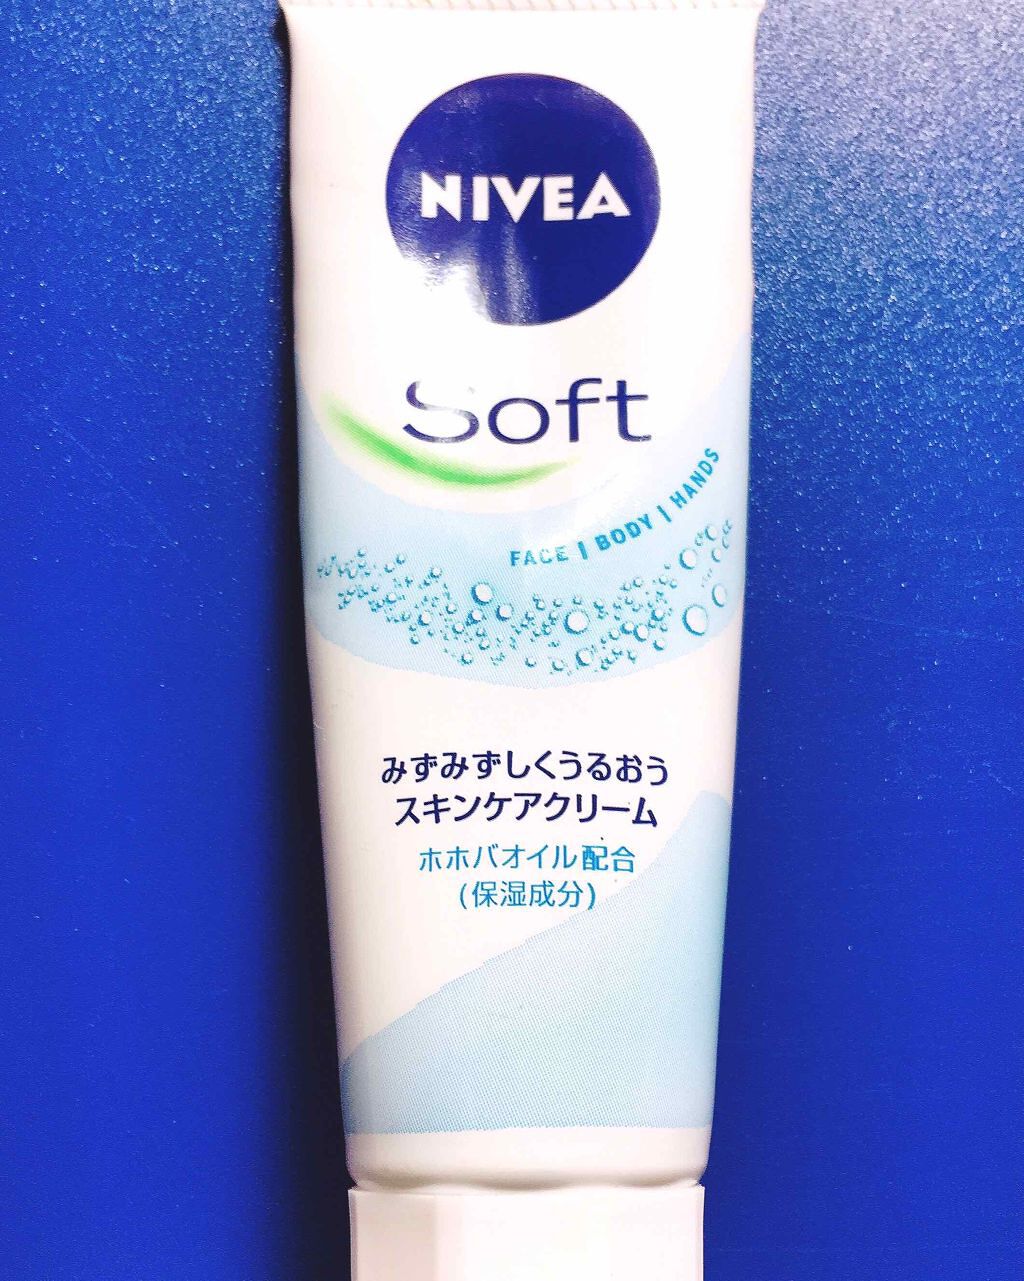 NIVEA
Soft
FACE | BODY | HANDS
みずみずしくうるおう
スキンケアクリーム
ホホバオイル配合
(保湿成分)